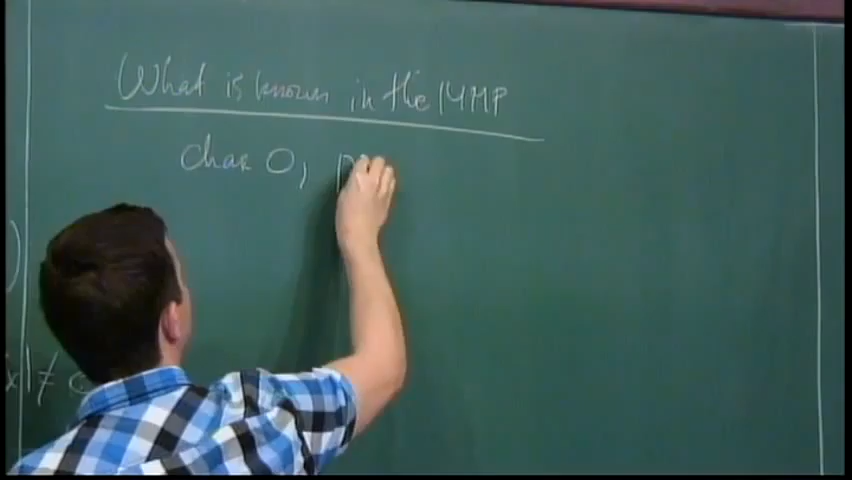 What is known in the MMP
char 0, p
x| ≠